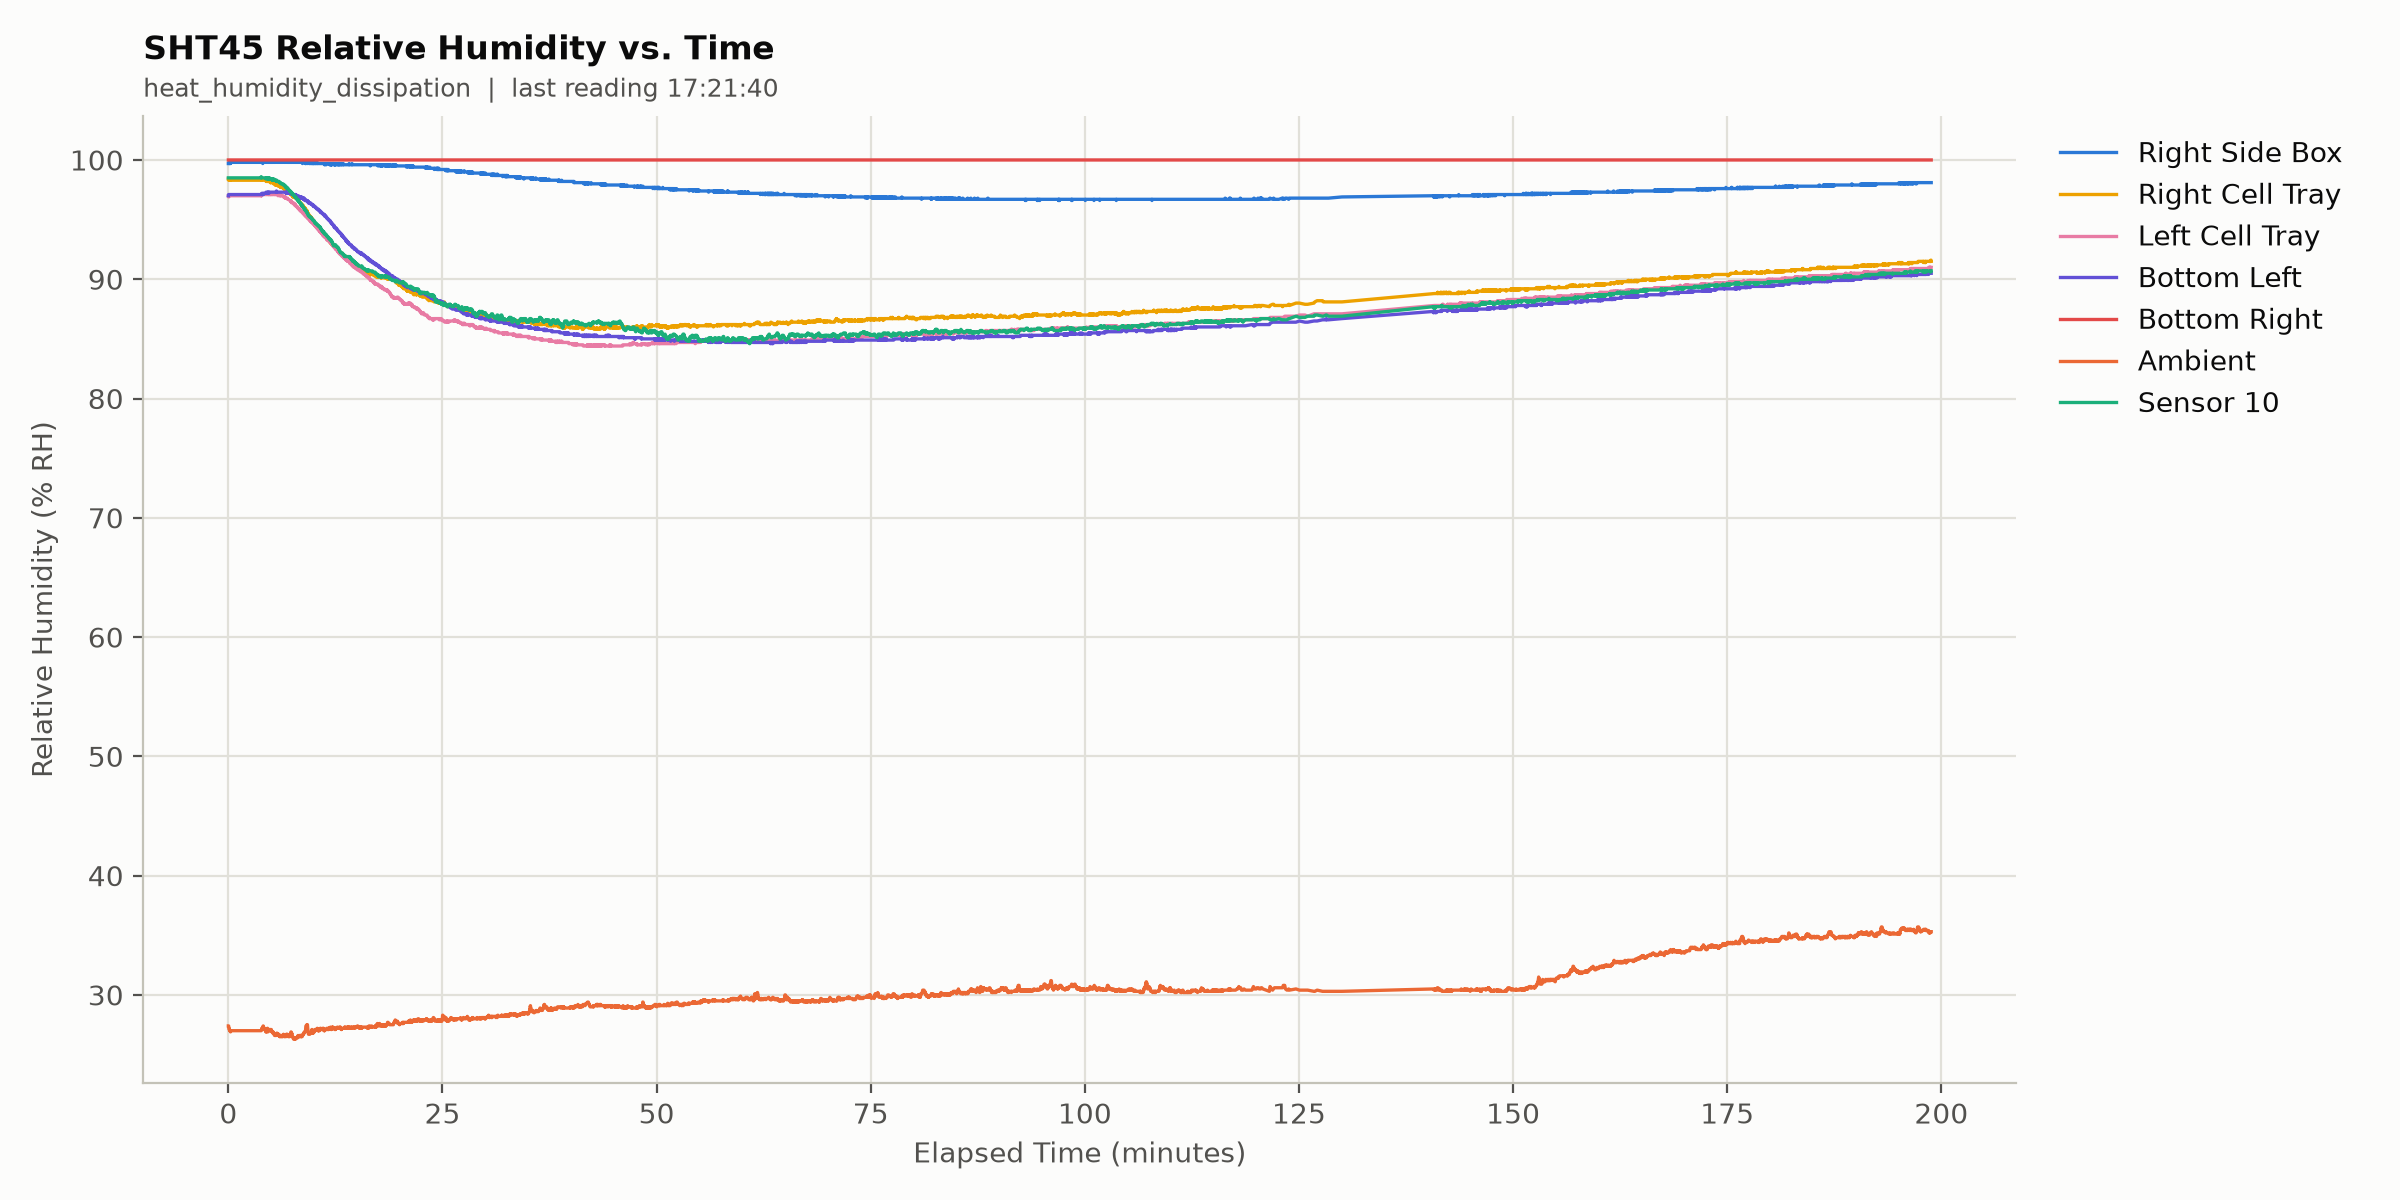 SHT45 Relative Humidity vs. Time
heat_humidity_dissipation | last reading 17:21:40
Relative Humidity (% RH)
100
90
80
70
60
50
40
30
0 25 50 75 100 125 150 175 200
Elapsed Time (minutes)
Right Side Box
Right Cell Tray
Left Cell Tray
Bottom Left
Bottom Right
Ambient
Sensor 10